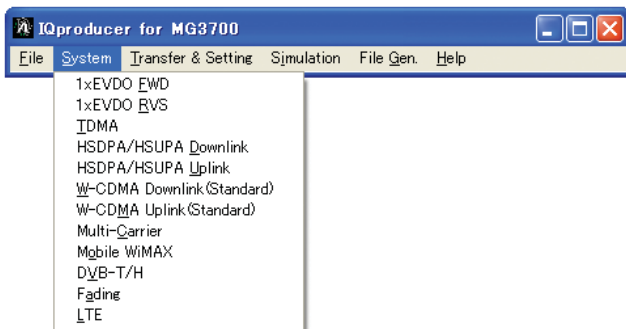 IQproducer for MG3700
File System Transfer & Setting Simulation File Gen. Help
1xEVDO FWD
1xEVDO RVS
TDMA
HSDPA/HSUPA Downlink
HSDPA/HSUPA Uplink
W-CDMA Downlink(Standard)
W-CDMA Uplink(Standard)
Multi-Carrier
Mobile WiMAX
DVB-T/H
Fading
LTE